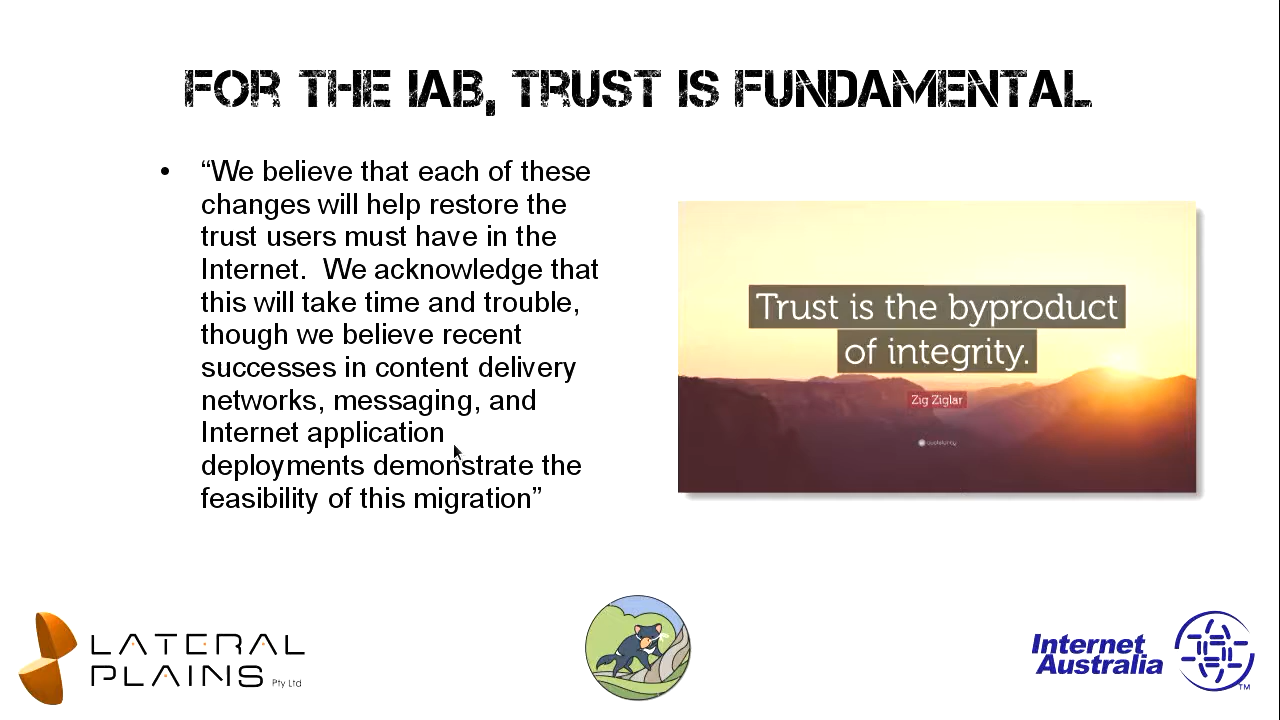 FOR THE IAB, TRUST IS FUNDAMENTAL
• “We believe that each of these
changes will help restore the
trust users must have in the
Internet.  We acknowledge that
this will take time and trouble,
though we believe recent
successes in content delivery
networks, messaging, and
Internet application
deployments demonstrate the
feasibility of this migration”
Trust is the byproduct
of integrity.
Zig Ziglar
quotefancy
LATERAL
PLAINS Pty Ltd
Internet
Australia
TM